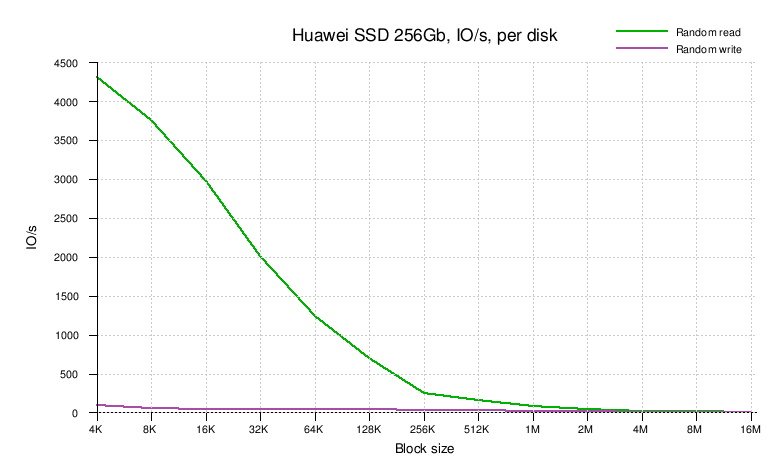 Huawei SSD 256Gb, IO/s, per disk
Random read
Random write
4500
4000
3500
3000
2500
2000
1500
1000
500
0
IO/s
4K 8K 16K 32K 64K 128K 256K 512K 1M 2M 4M 8M 16M
Block size